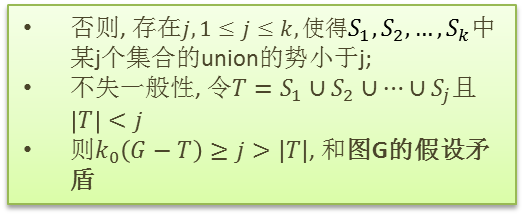 • 否则, 存在j, 1 ≤ j ≤ k, 使得S₁, S₂, …, Sₖ中
某j个集合的union的势小于j;
• 不失一般性, 令T = S₁ ∪ S₂ ∪ ⋯ ∪ Sⱼ且
|T| < j
• 则k₀(G − T) ≥ j > |T|, 和图G的假设矛
盾